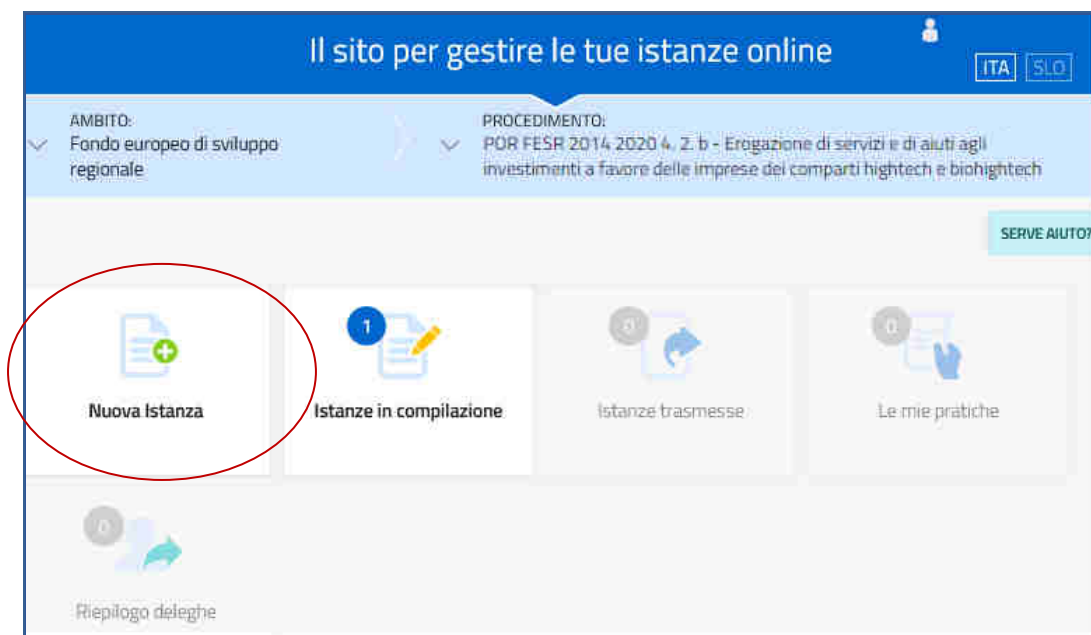 Il sito per gestire le tue istanze online
ITA SLO
AMBITO:
Fondo europeo di sviluppo
regionale
PROCEDIMENTO:
POR FESR 2014 2020 4. 2. b - Erogazione di servizi e di aiuti agli
investimenti a favore delle imprese dei comparti hightech e biohightech
SERVE AIUTO?
Nuova Istanza
1
Istanze in compilazione
0
Istanze trasmesse
0
Le mie pratiche
0
Riepilogo deleghe